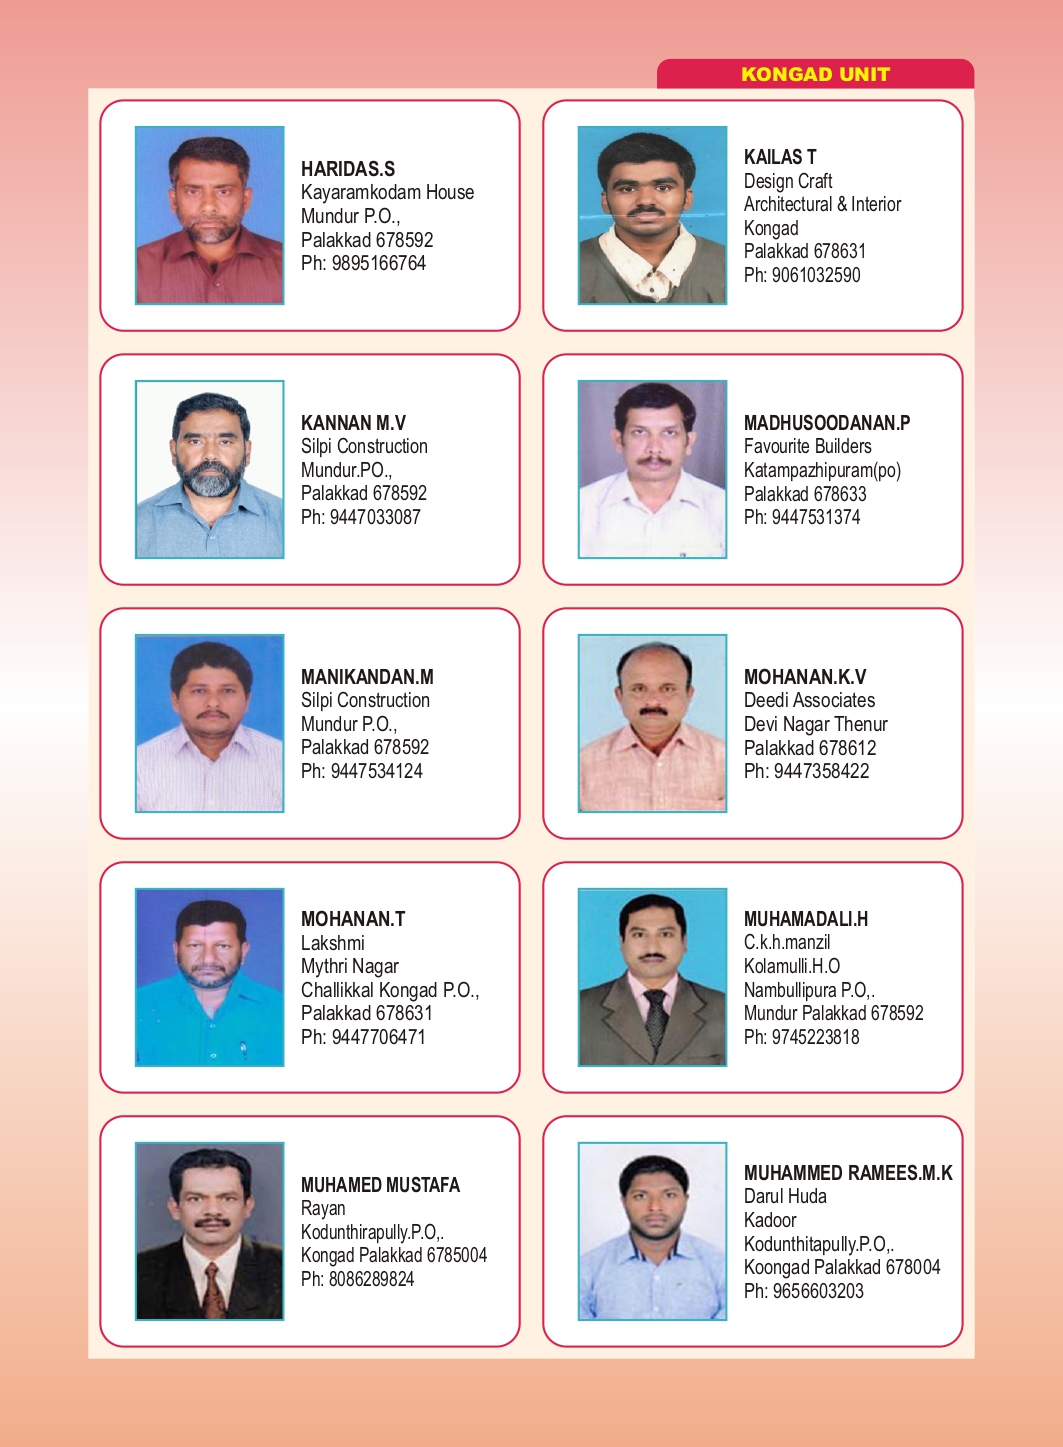 KONGAD UNIT
HARIDAS.S
Kayaramkodam House
Mundur P.O.,
Palakkad 678592
Ph: 9895166764
KAILAS T
Design Craft
Architectural & Interior
Kongad
Palakkad 678631
Ph: 9061032590
KANNAN M.V
Silpi Construction
Mundur.PO.,
Palakkad 678592
Ph: 9447033087
MADHUSOODANAN.P
Favourite Builders
Katampazhipuram(po)
Palakkad 678633
Ph: 9447531374
MANIKANDAN.M
Silpi Construction
Mundur P.O.,
Palakkad 678592
Ph: 9447534124
MOHANAN.K.V
Deedi Associates
Devi Nagar Thenur
Palakkad 678612
Ph: 9447358422
MOHANAN.T
Lakshmi
Mythri Nagar
Challikkal Kongad P.O.,
Palakkad 678631
Ph: 9447706471
MUHAMADALI.H
C.k.h.manzil
Kolamulli.H.O
Nambullipura P.O,.
Mundur Palakkad 678592
Ph: 9745223818
MUHAMED MUSTAFA
Rayan
Kodunthirapully.P.O,.
Kongad Palakkad 6785004
Ph: 8086289824
MUHAMMED RAMEES.M.K
Darul Huda
Kadoor
Kodunthitapully.P.O,.
Koongad Palakkad 678004
Ph: 9656603203